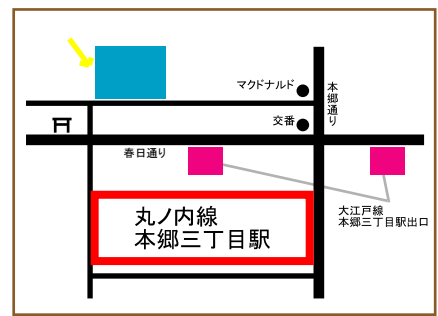 マクドナルド
本郷通り
交番
春日通り
丸ノ内線
本郷三丁目駅
大江戸線
本郷三丁目駅出口